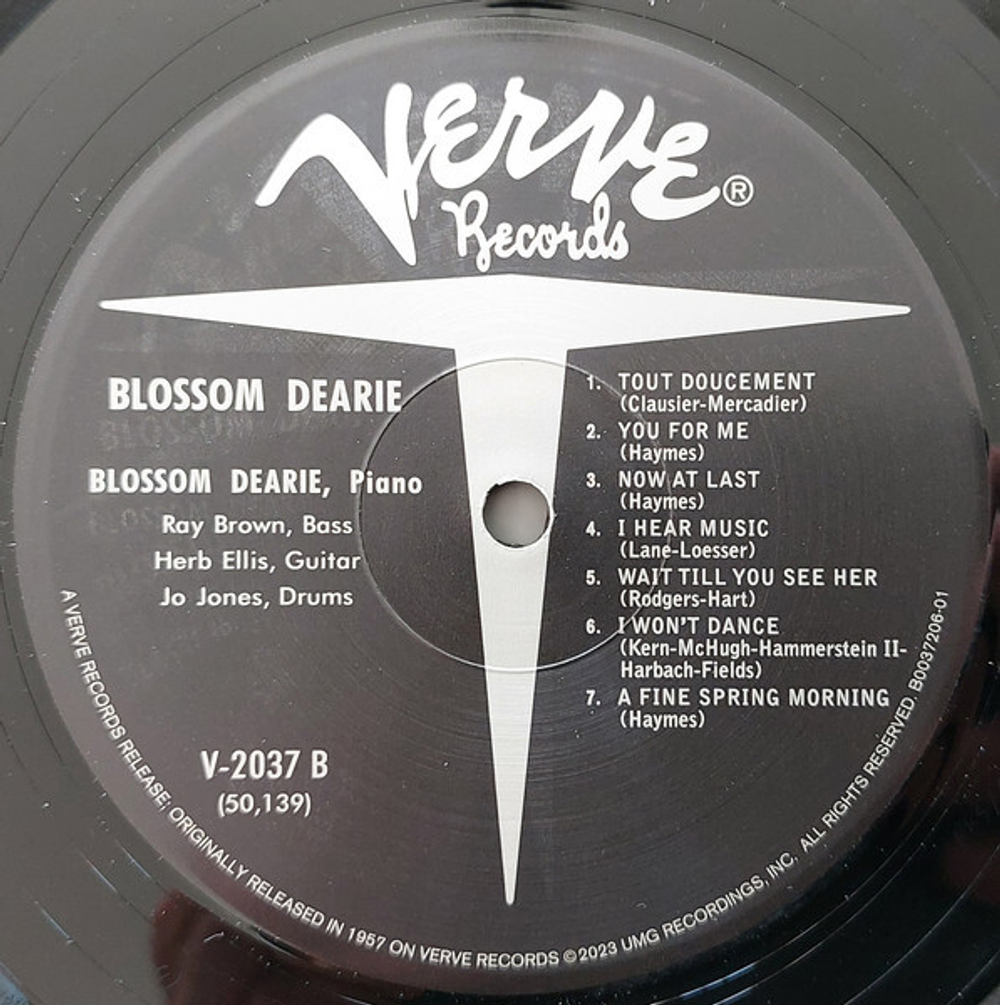 Verve®
Records
BLOSSOM DEARIE
BLOSSOM DEARIE, Piano
Ray Brown, Bass
Herb Ellis, Guitar
Jo Jones, Drums
V-2037 B
(50,139)
1. TOUT DOUCEMENT
(Clausier-Mercadier)
2. YOU FOR ME
(Haymes)
3. NOW AT LAST
(Haymes)
4. I HEAR MUSIC
(Lane-Loesser)
5. WAIT TILL YOU SEE HER
(Rodgers-Hart)
6. I WON'T DANCE
(Kern-McHugh-Hammerstein II-
Harbach-Fields)
7. A FINE SPRING MORNING
(Haymes)
A VERVE RECORDS RELEASE; ORIGINALLY RELEASED IN 1957 ON VERVE RECORDS ©2023 UMG RECORDINGS, INC. ALL RIGHTS RESERVED. B0037206-01